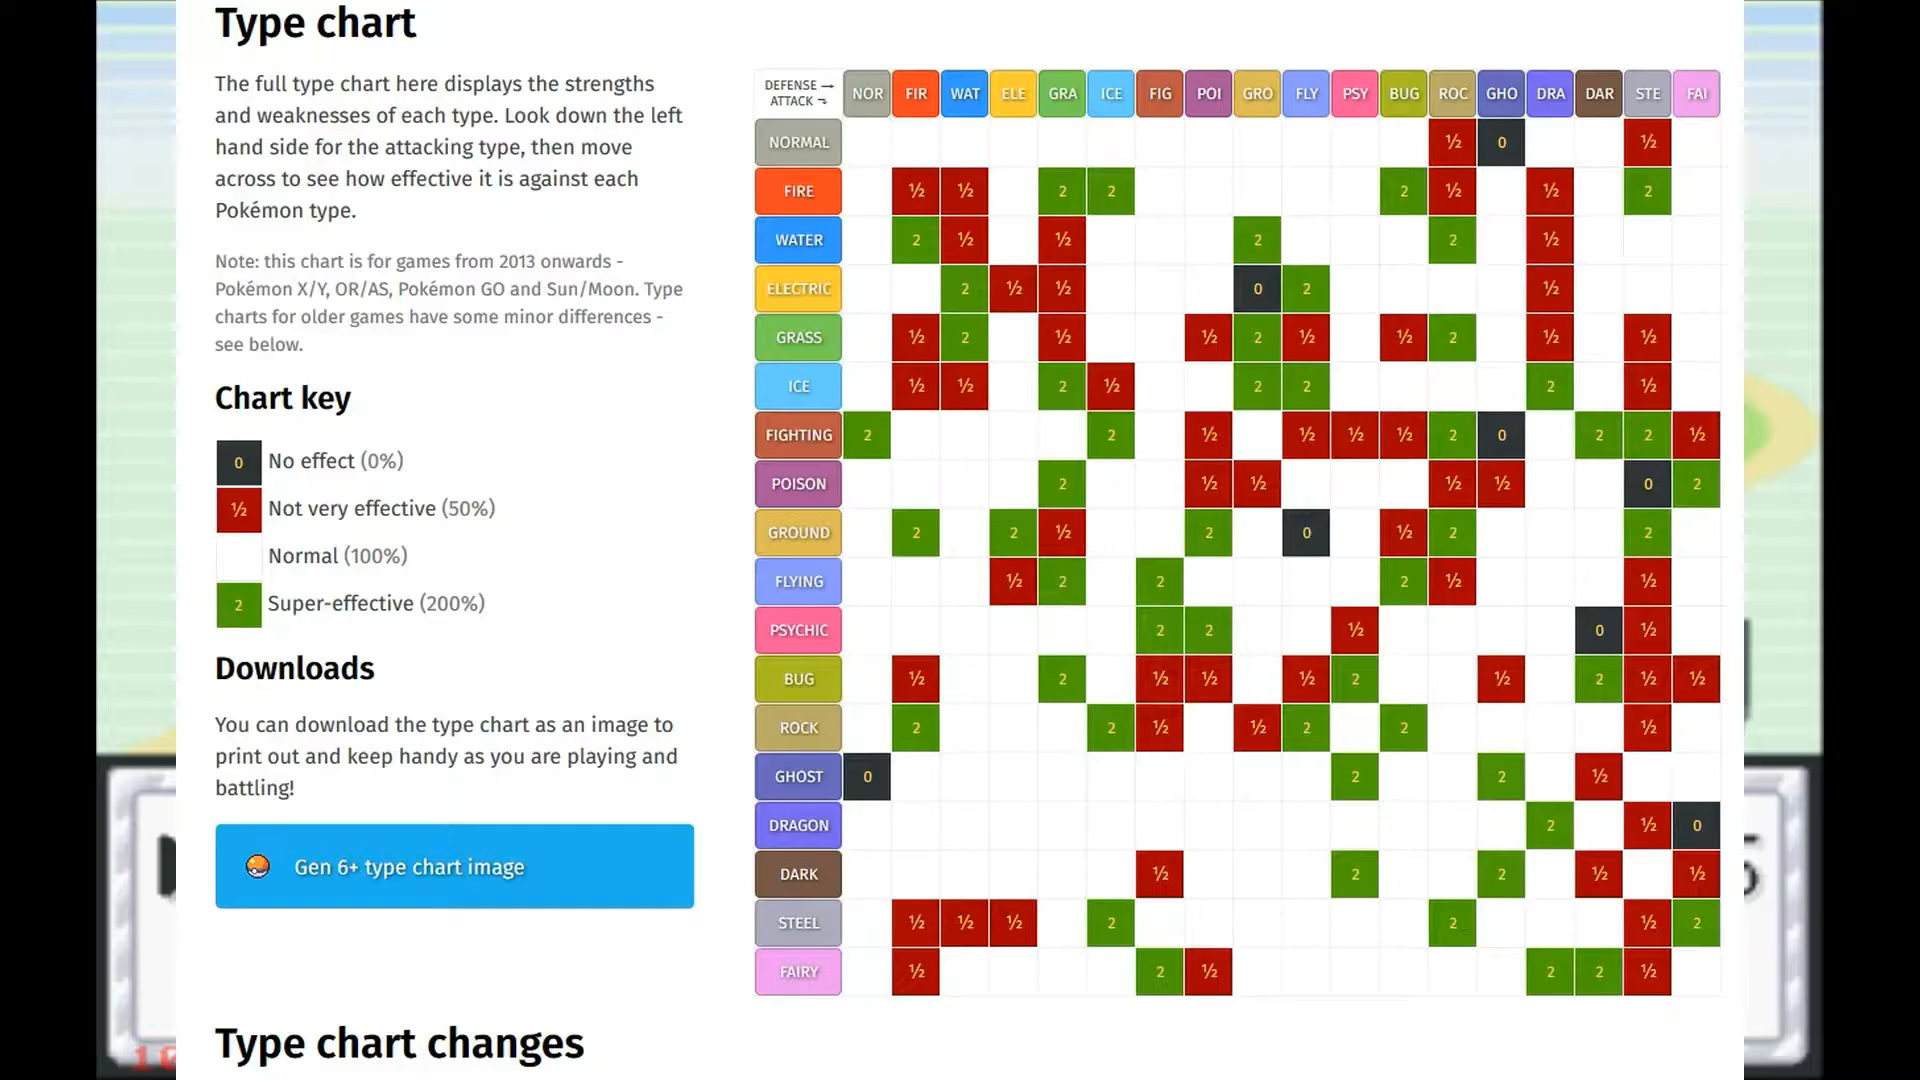 Type chart
The full type chart here displays the strengths
and weaknesses of each type. Look down the left
hand side for the attacking type, then move
across to see how effective it is against each
Pokémon type.
Note: this chart is for games from 2013 onwards -
Pokémon X/Y, OR/AS, Pokémon GO and Sun/Moon. Type
charts for older games have some minor differences -
see below.
Chart key
0 No effect (0%)
½ Not very effective (50%)
Normal (100%)
2 Super-effective (200%)
Downloads
You can download the type chart as an image to
print out and keep handy as you are playing and
battling!
Gen 6+ type chart image
Type chart changes
DEFENSE →
ATTACK ⤵
NOR FIR WAT ELE GRA ICE FIG POI GRO FLY PSY BUG ROC GHO DRA DAR STE FAI
NORMAL ½ 0 ½
FIRE ½ ½ 2 2 2 ½ ½ 2
WATER 2 ½ ½ 2 2 ½
ELECTRIC 2 ½ ½ 0 2 ½
GRASS ½ 2 ½ ½ 2 ½ ½ 2 ½ ½
ICE ½ ½ 2 ½ 2 2 2 ½
FIGHTING 2 2 ½ ½ ½ ½ 2 0 2 2 ½
POISON 2 ½ ½ ½ ½ 0 2
GROUND 2 2 ½ 2 0 ½ 2 2
FLYING ½ 2 2 2 ½ ½
PSYCHIC 2 2 ½ 0 ½
BUG ½ 2 ½ ½ ½ 2 ½ 2 ½ ½
ROCK 2 2 ½ ½ 2 2 ½
GHOST 0 2 2 ½
DRAGON 2 ½ 0
DARK ½ 2 2 ½ ½
STEEL ½ ½ ½ 2 2 ½ 2
FAIRY ½ 2 ½ 2 2 ½